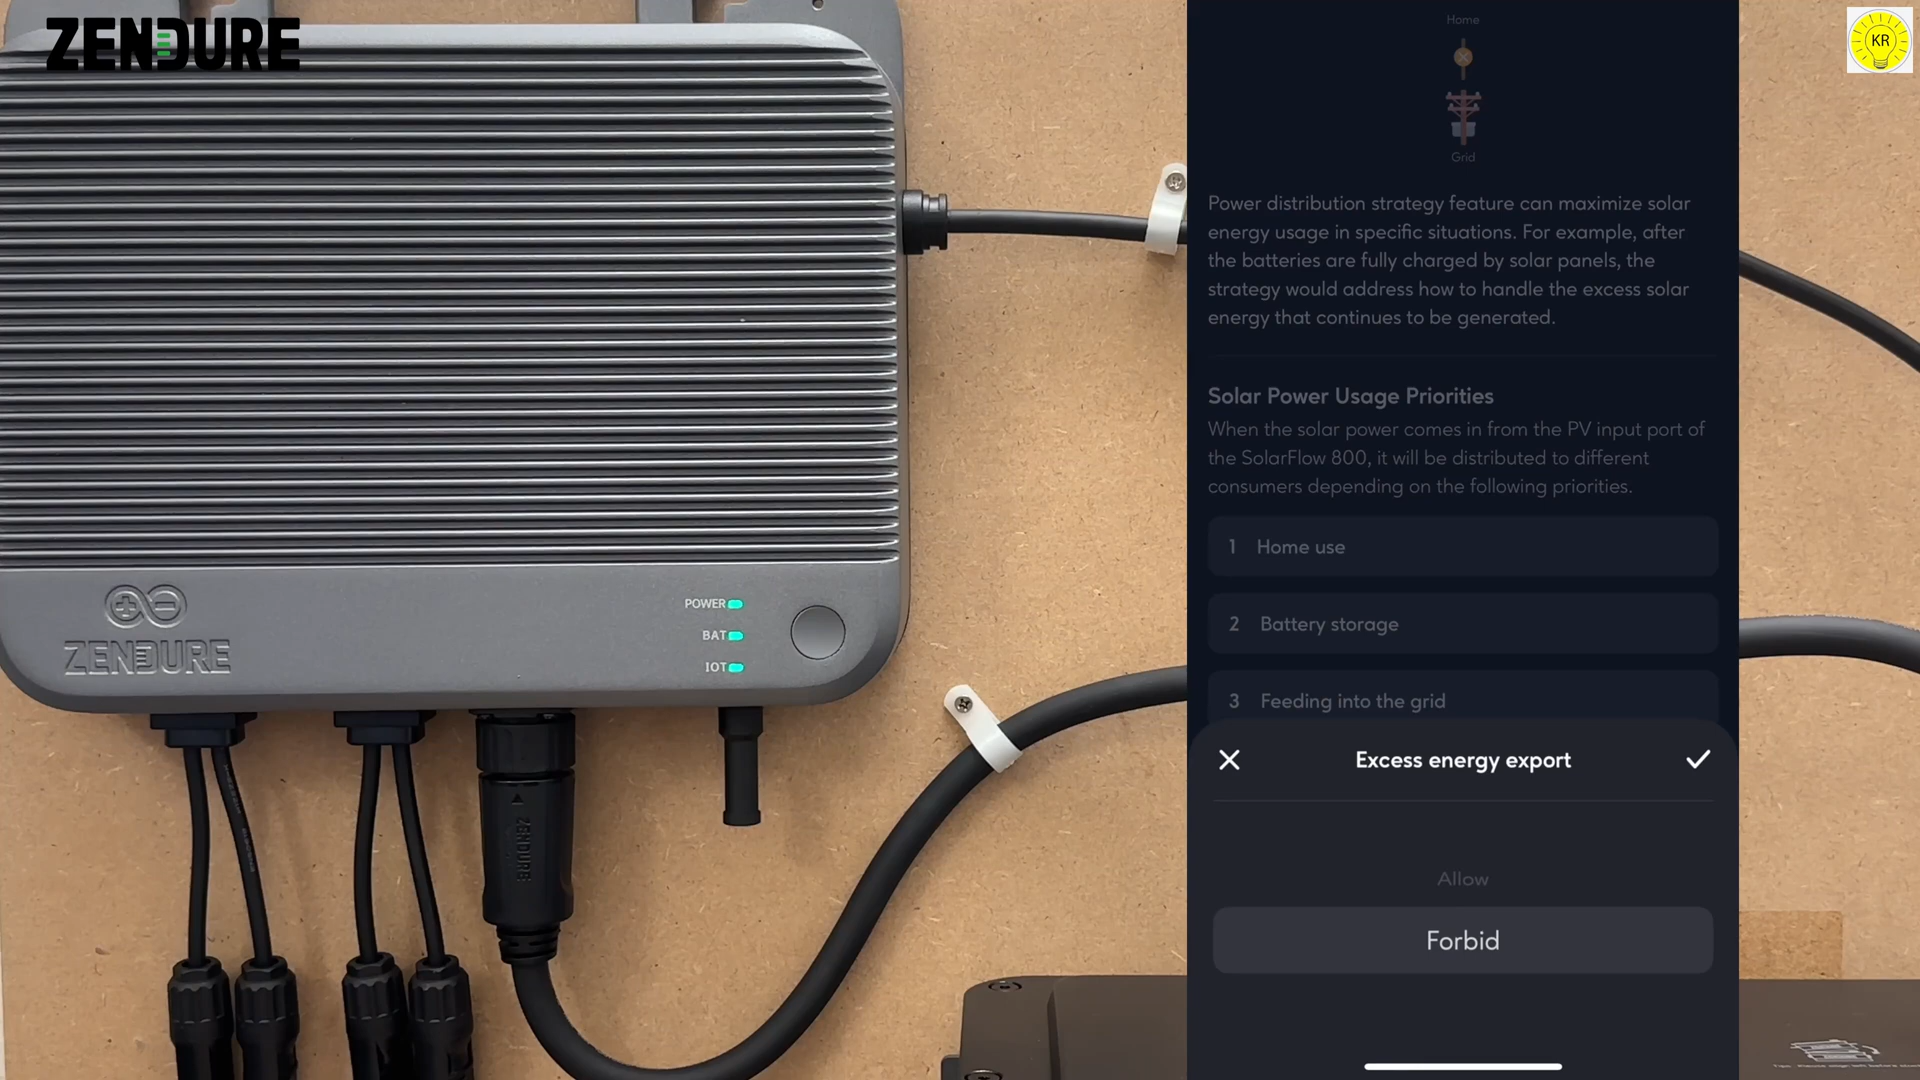 ZENDURE
KR
ZENDURE
POWER
BAT
IOT
ZENDURE
Home
Grid
Power distribution strategy feature can maximize solar
energy usage in specific situations. For example, after
the batteries are fully charged by solar panels, the
strategy would address how to handle the excess solar
energy that continues to be generated.
Solar Power Usage Priorities
When the solar power comes in from the PV input port of
the SolarFlow 800, it will be distributed to different
consumers depending on the following priorities.
1 Home use
2 Battery storage
3 Feeding into the grid
Excess energy export
Allow
Forbid